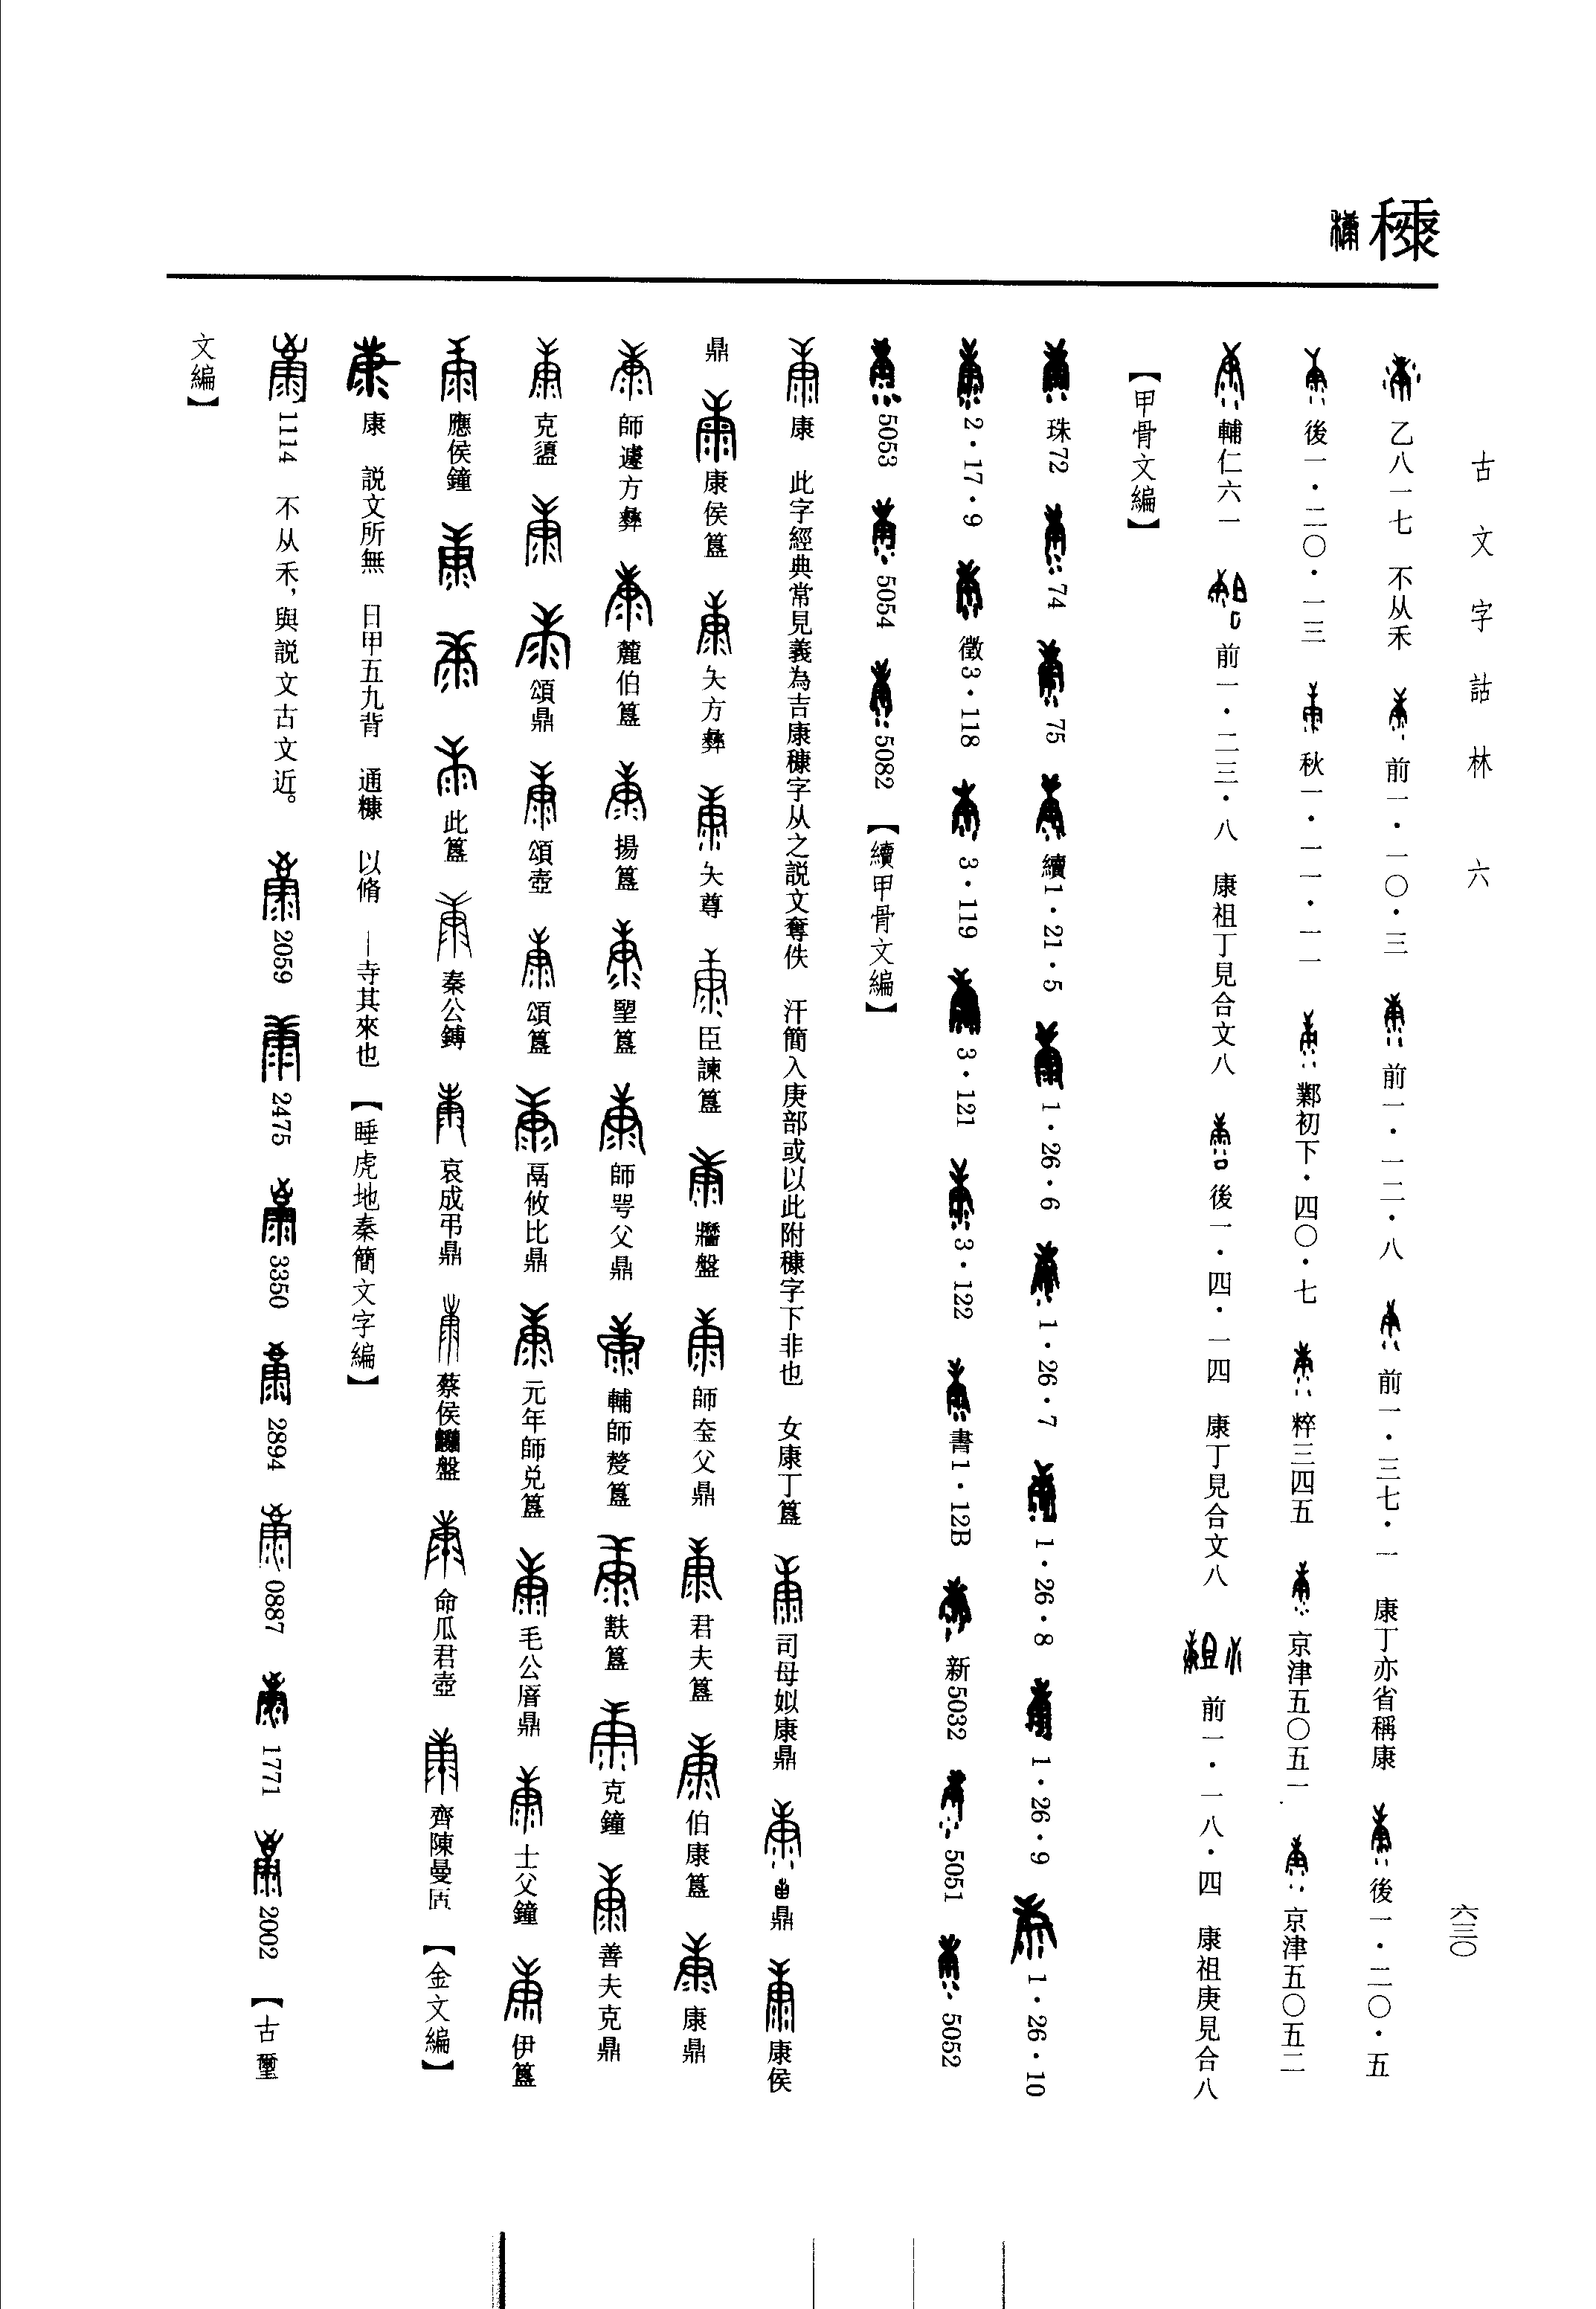 古文字詁林 六
六三〇
乙八一七 不从禾 前一·一〇·三 前一·一二·八 前一·三七·一 康丁亦省稱康 後一·二〇·五
後一·二〇·一三 秋一·一一·一一 鄴初下·四〇·七 粹三四五 京津五〇五一 京津五〇五二
輔仁六一 前一·二三·八 康祖丁見合文八 後一·四·一四 康丁見合文八 前一·一八·四 康祖庚見合八
【甲骨文編】
珠72 74 75 續1·21·5 1·26·6 1·26·7 1·26·8 1·26·9 1·26·10
2·17·9 徵3·118 3·119 3·121 3·122 書1·12B 新5032 5051 5052
5053 5054 5082 【續甲骨文編】
康 此字經典常見義為吉康穅字从之説文奪佚 汗簡入庚部或以此附穅字下非也 女康丁簋 司母姒康鼎 鼎 康侯
鼎 康侯簋 矢方彝 矢尊 臣諫簋 牆盤 師𡘇父鼎 君夫簋 伯康簋 康鼎
師遽方彝 麓伯簋 揚簋 望簋 師咢父鼎 輔師嫠簋 㝬簋 克鐘 善夫克鼎
克盨 頌鼎 頌壺 頌簋 鬲攸比鼎 元年師兑簋 毛公𢉩鼎 士父鐘 伊簋
應侯鐘 此簋 秦公鎛 哀成弔鼎 蔡侯盤 命瓜君壺 齊陳曼𠤳 【金文編】
康 説文所無 日甲五九背 通糠 以脩 —寺其來也 【睡虎地秦簡文字編】
1114 不从禾，與説文古文近。 2059 2475 3350 2894 0887 1771 2002 【古璽
文編】